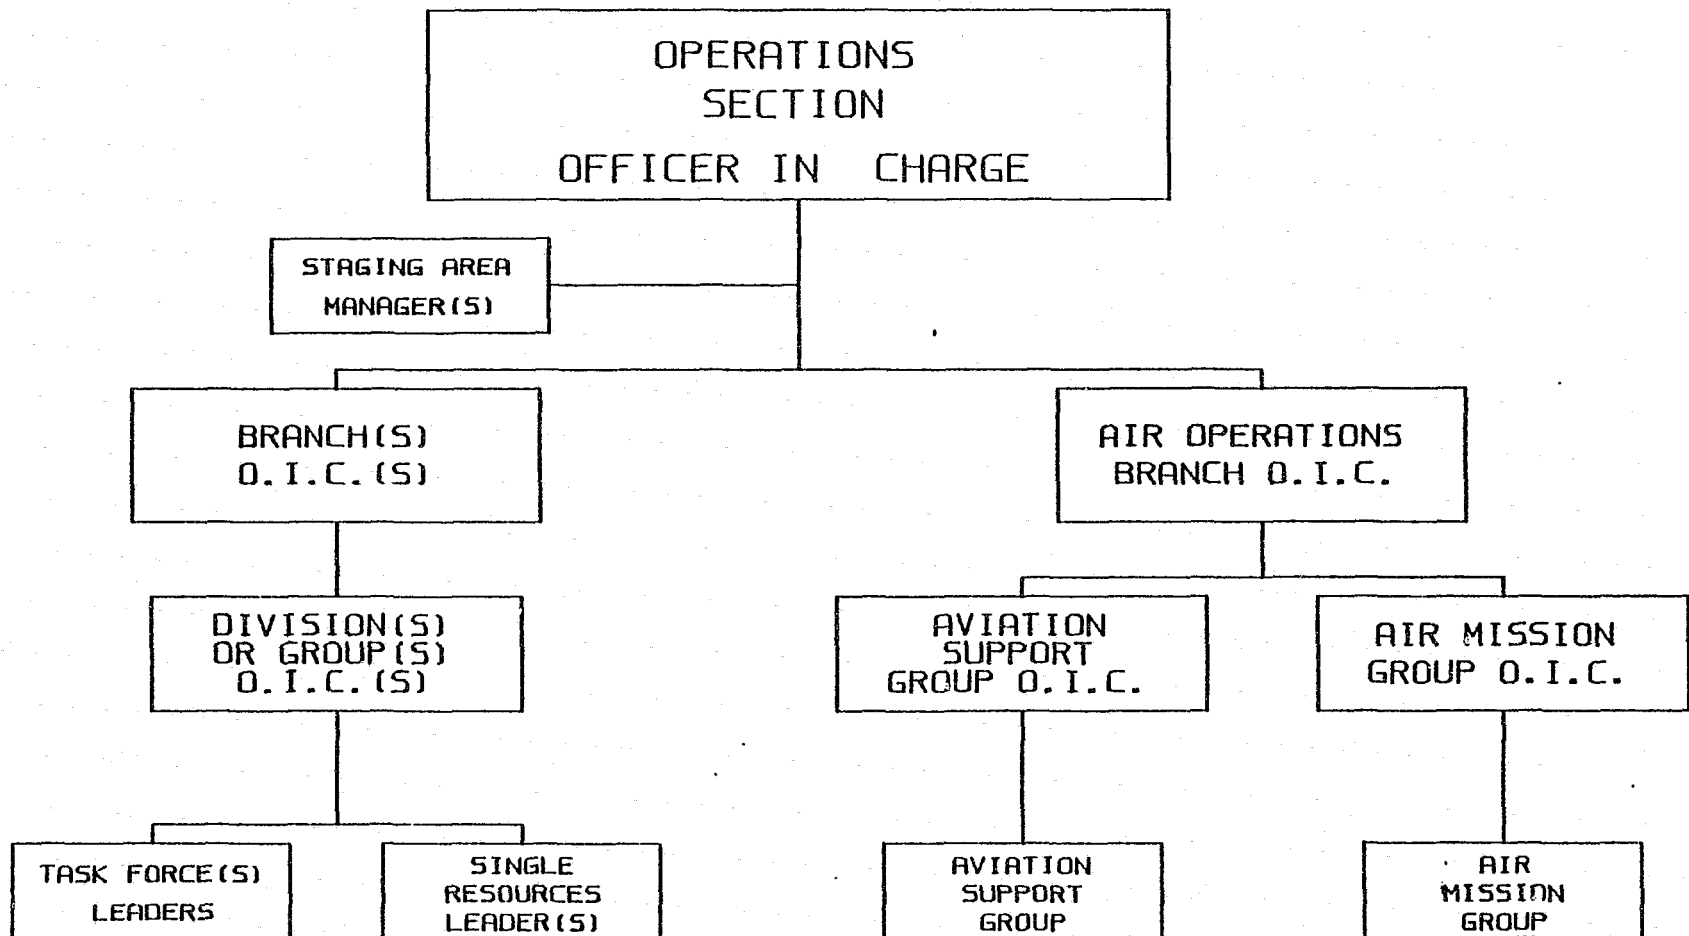 OPERATIONS
SECTION
OFFICER IN CHARGE
STAGING AREA
MANAGER(S)
BRANCH(S)
O.I.C.(S)
AIR OPERATIONS
BRANCH O.I.C.
DIVISION(S)
OR GROUP(S)
O.I.C.(S)
AVIATION
SUPPORT
GROUP O.I.C.
AIR MISSION
GROUP O.I.C.
TASK FORCE(S)
LEADERS
SINGLE
RESOURCES
LEADER(S)
AVIATION
SUPPORT
GROUP
AIR
MISSION
GROUP